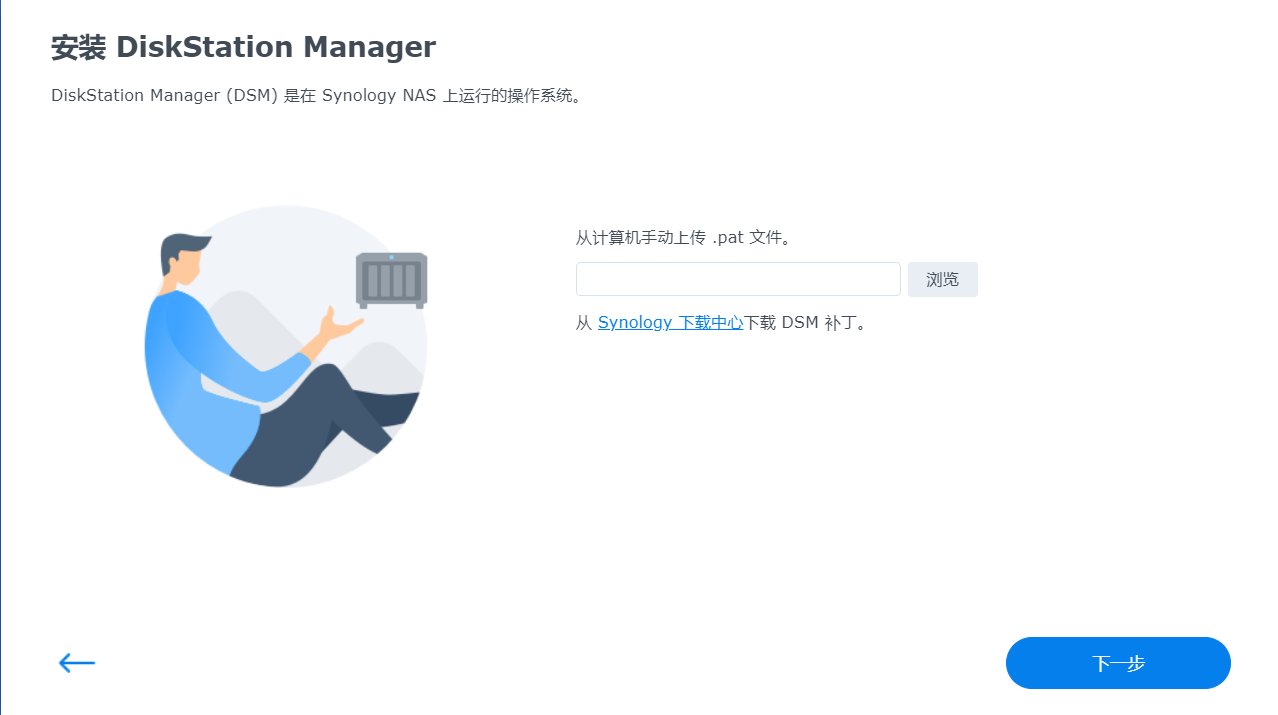 安装 DiskStation Manager
DiskStation Manager (DSM) 是在 Synology NAS 上运行的操作系统。
从计算机手动上传 .pat 文件。
浏览
从 Synology 下载中心下载 DSM 补丁。
下一步